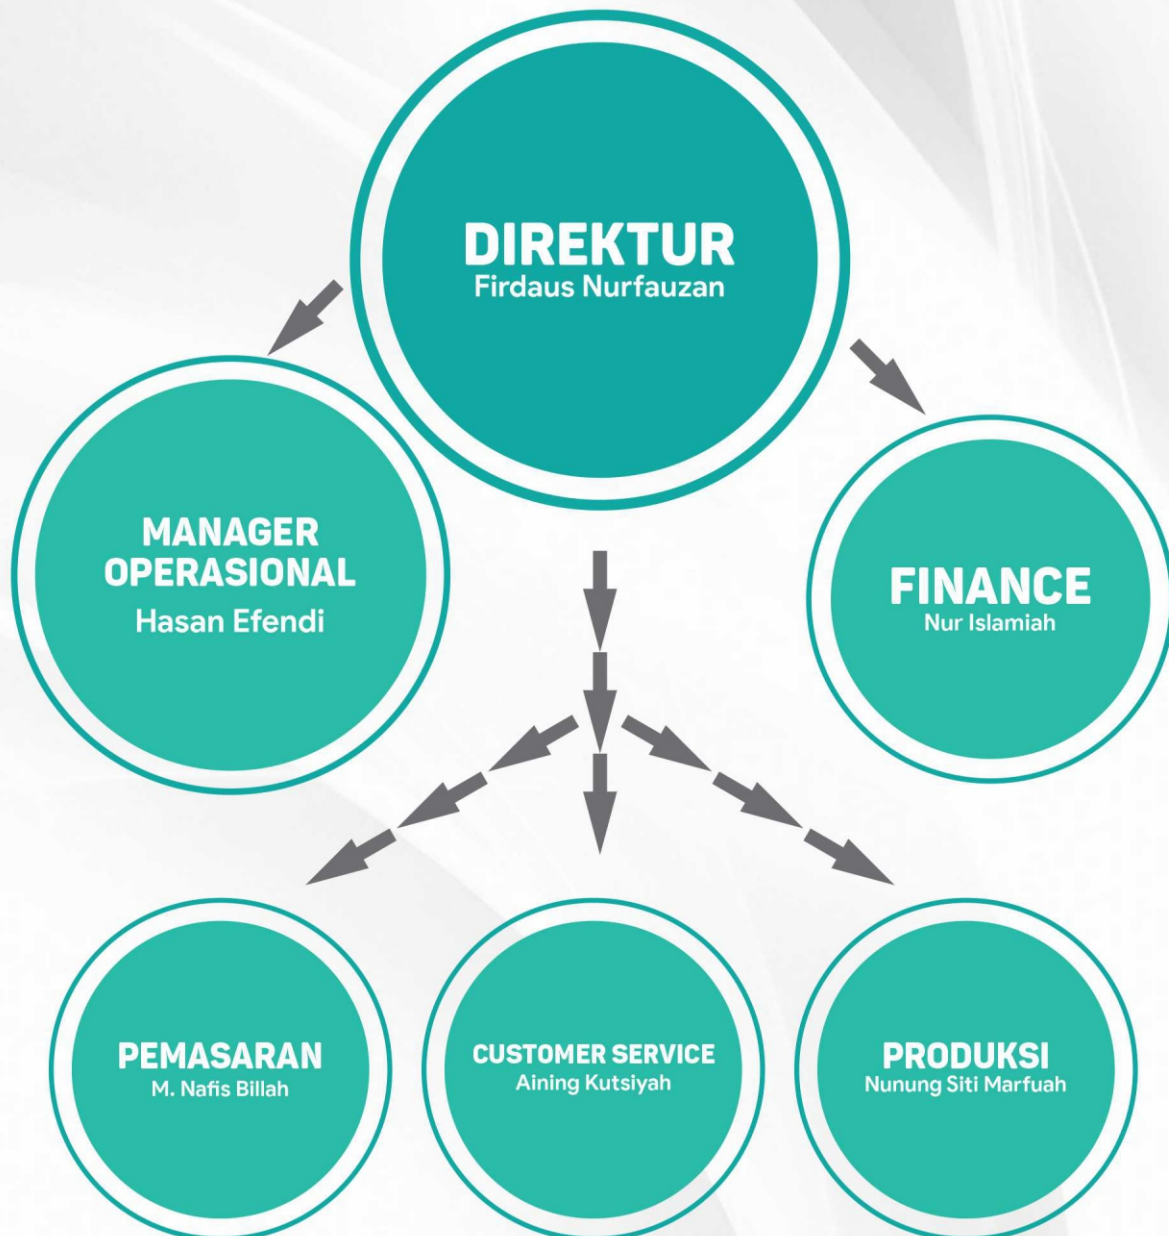 DIREKTUR
Firdaus Nurfauzan
MANAGER
OPERASIONAL
Hasan Efendi
FINANCE
Nur Islamiah
PEMASARAN
M. Nafis Billah
CUSTOMER SERVICE
Aining Kutsiyah
PRODUKSI
Nunung Siti Marfuah